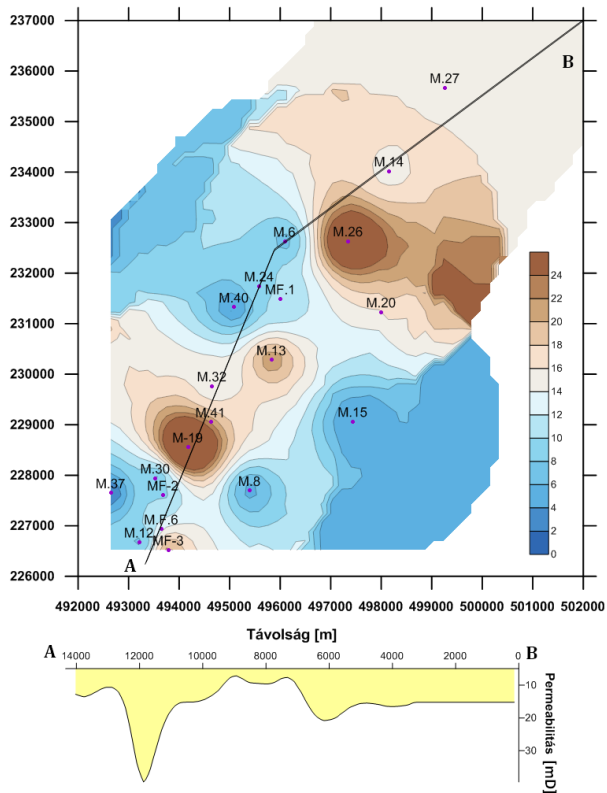 237000
236000
235000
234000
233000
232000
231000
230000
229000
228000
227000
226000
B
M.27
M.14
M.6
M.26
M.24
MF.1
M.40
M.20
M.13
M.32
M.41
M.15
M-19
M.30
M.37
MF-2
M.8
M.F.6
M.12
MF-3
A
24
22
20
18
16
14
12
10
8
6
4
2
0
492000 493000 494000 495000 496000 497000 498000 499000 500000 501000 502000
Távolság [m]
A 14000 12000 10000 8000 6000 4000 2000 0 B
10
20
30
Permeabilitás [mD]